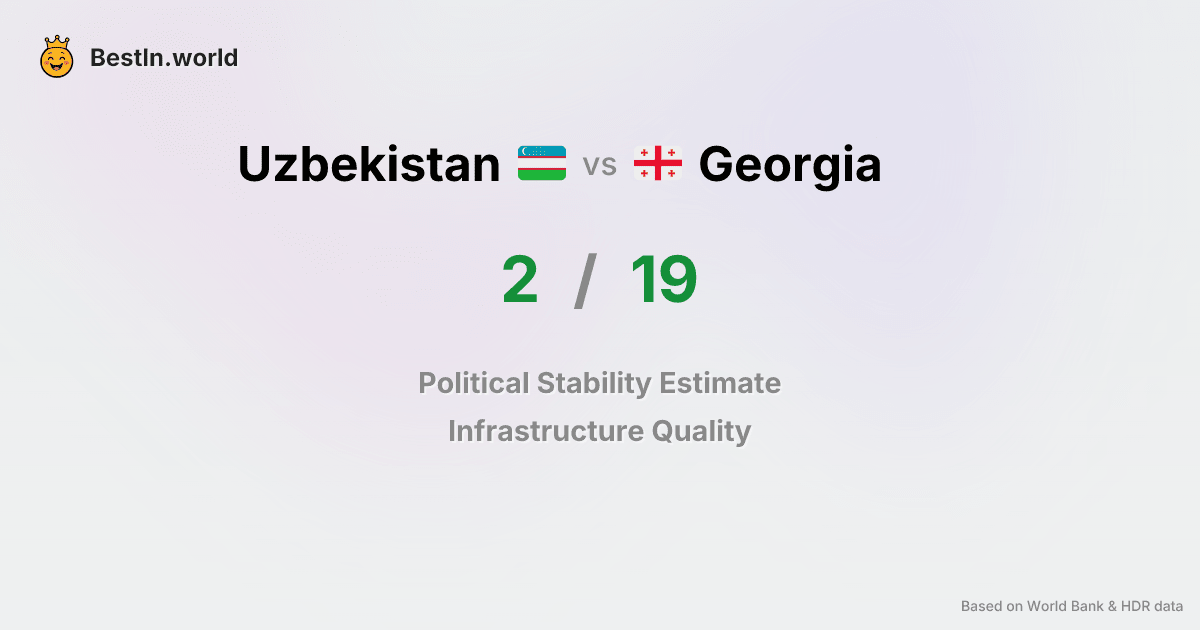 BestIn.world
Uzbekistan vs Georgia
2 / 19
Political Stability Estimate
Infrastructure Quality
Based on World Bank & HDR data